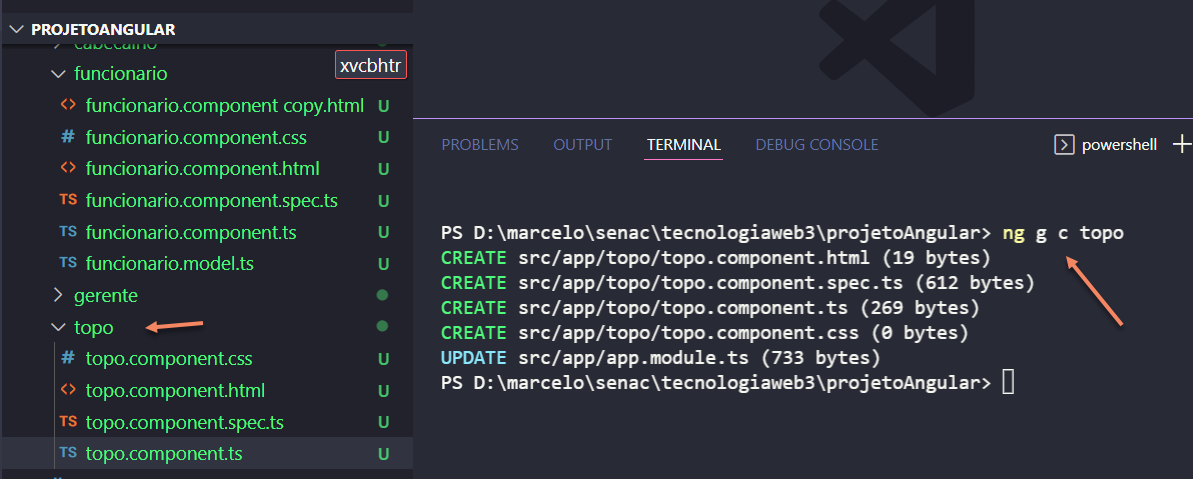 PROJETOANGULAR
cabecalho
funcionario
xvcbhtr
<> funcionario.component copy.html U
# funcionario.component.css U
<> funcionario.component.html U
TS funcionario.component.spec.ts U
TS funcionario.component.ts U
TS funcionario.model.ts U
gerente
topo
# topo.component.css U
<> topo.component.html U
TS topo.component.spec.ts U
TS topo.component.ts U
PROBLEMS OUTPUT TERMINAL DEBUG CONSOLE powershell
PS D:\marcelo\senac\tecnologiaweb3\projetoAngular> ng g c topo
CREATE src/app/topo/topo.component.html (19 bytes)
CREATE src/app/topo/topo.component.spec.ts (612 bytes)
CREATE src/app/topo/topo.component.ts (269 bytes)
CREATE src/app/topo/topo.component.css (0 bytes)
UPDATE src/app/app.module.ts (733 bytes)
PS D:\marcelo\senac\tecnologiaweb3\projetoAngular>